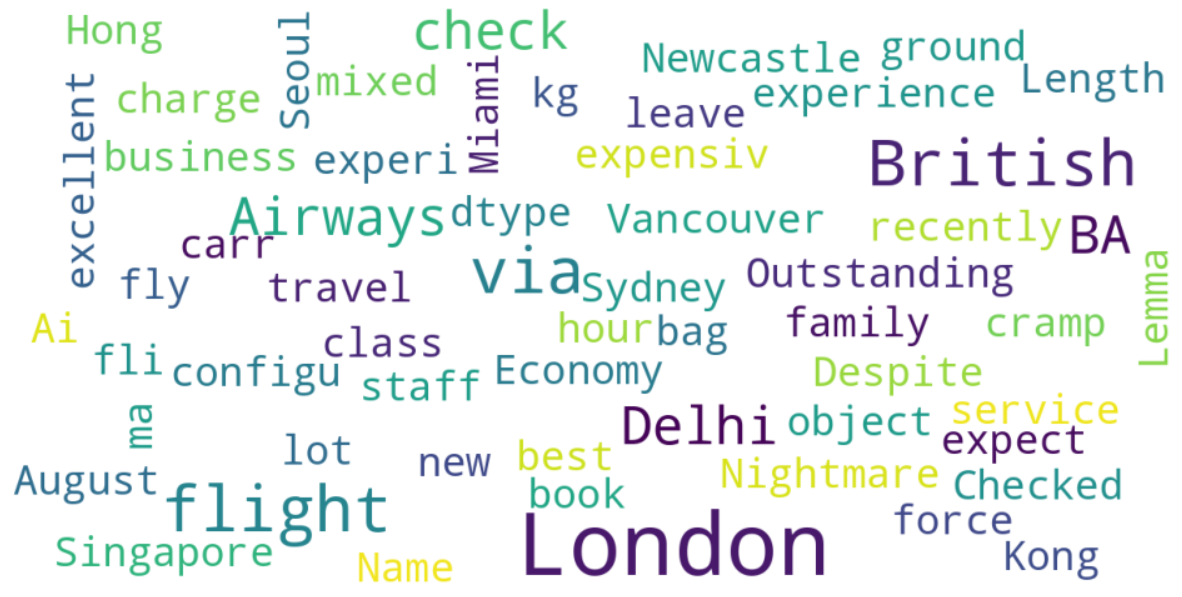 Hong
Seoul
check
Newcastle
ground
excellent
charge
mixed
Miami
kg
leave
experience
Length
business
experi
expensiv
British
Airways
dtype
Vancouver
recently
BA
carr
fly
travel
via
Sydney
Outstanding
Lemma
Ai
fli
configu
class
staff
hour
bag
Economy
family
cramp
Despite
ma
lot
new
best
Delhi
object
service
expect
August
flight
book
Nightmare
Checked
Singapore
Name
London
force
Kong